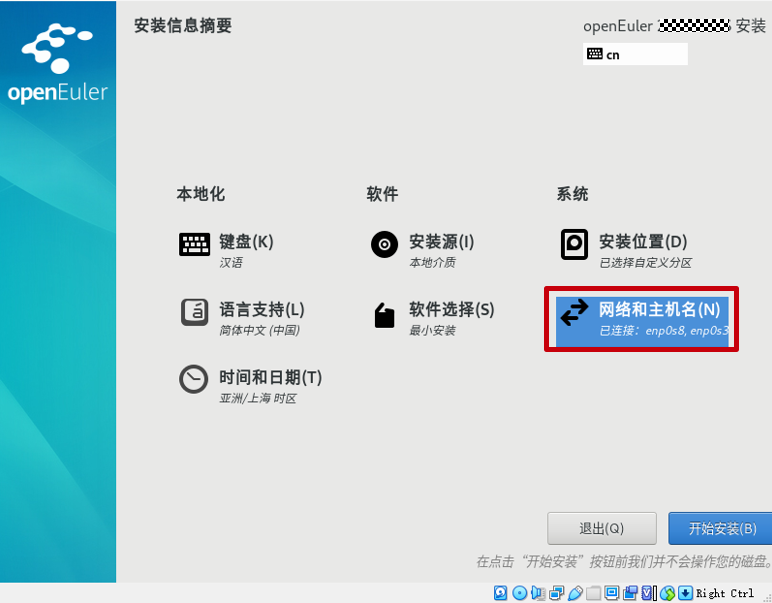 安装信息摘要
openEuler 安装
cn
openEuler
本地化
软件
系统
键盘(K)
汉语
安装源(I)
本地介质
安装位置(D)
已选择自定义分区
语言支持(L)
简体中文 (中国)
软件选择(S)
最小安装
网络和主机名(N)
已连接：enp0s8, enp0s3
时间和日期(T)
亚洲/上海 时区
退出(Q)
开始安装(B)
在点击“开始安装”按钮前我们并不会操作您的磁盘。
Right Ctrl